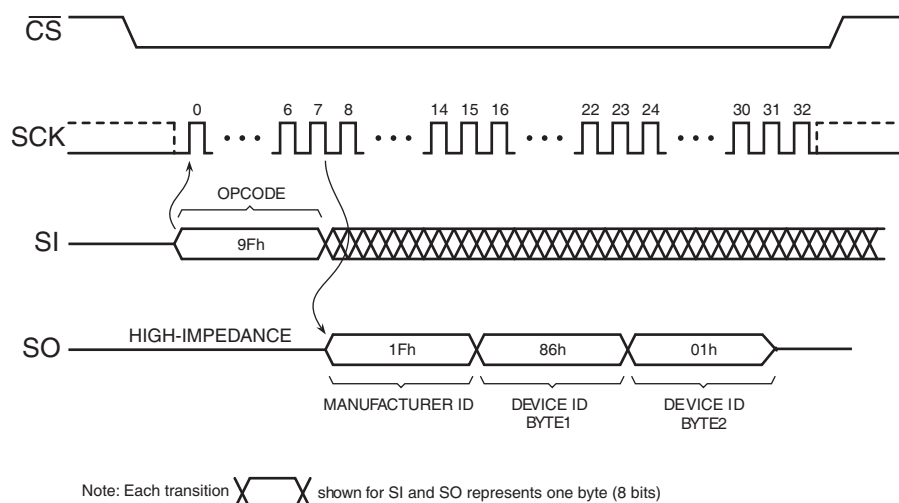 CS
SCK
0 6 7 8 14 15 16 22 23 24 30 31 32
OPCODE
SI
9Fh
HIGH-IMPEDANCE
SO
1Fh 86h 01h
MANUFACTURER ID
DEVICE ID
BYTE1
DEVICE ID
BYTE2
Note: Each transition shown for SI and SO represents one byte (8 bits)